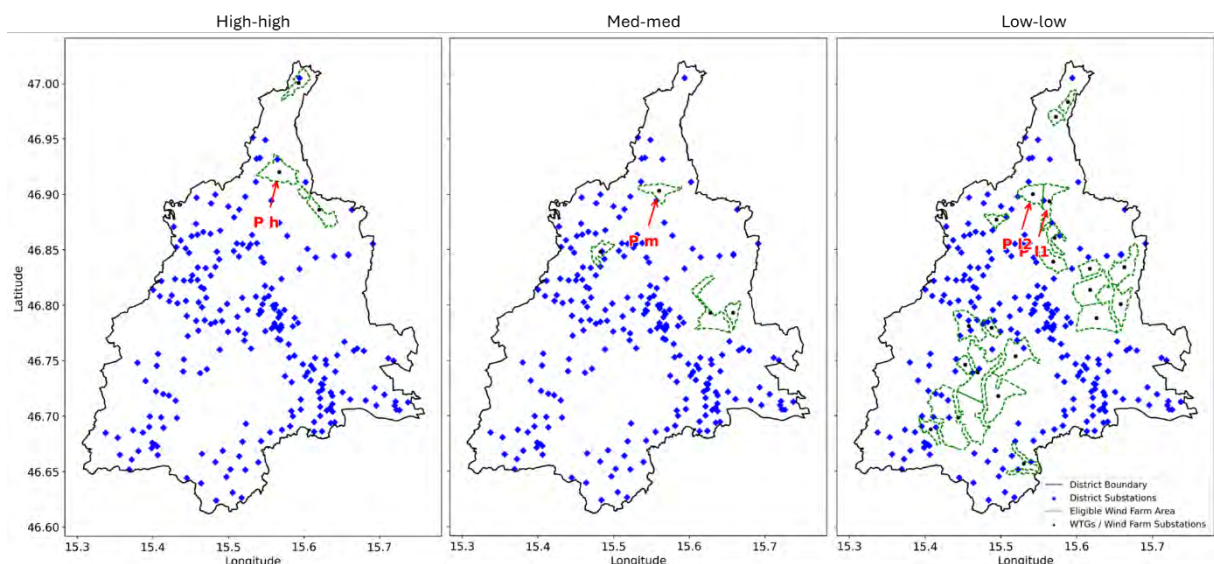 High-high
Med-med
Low-low
47.00
46.95
46.90
46.85
46.80
46.75
46.70
46.65
46.60
Latitude
P h
P m
P l2
P l1
District Boundary
District Substations
Eligible Wind Farm Area
WTGs / Wind Farm Substations
15.3 15.4 15.5 15.6 15.7
15.3 15.4 15.5 15.6 15.7
15.3 15.4 15.5 15.6 15.7
Longitude
Longitude
Longitude